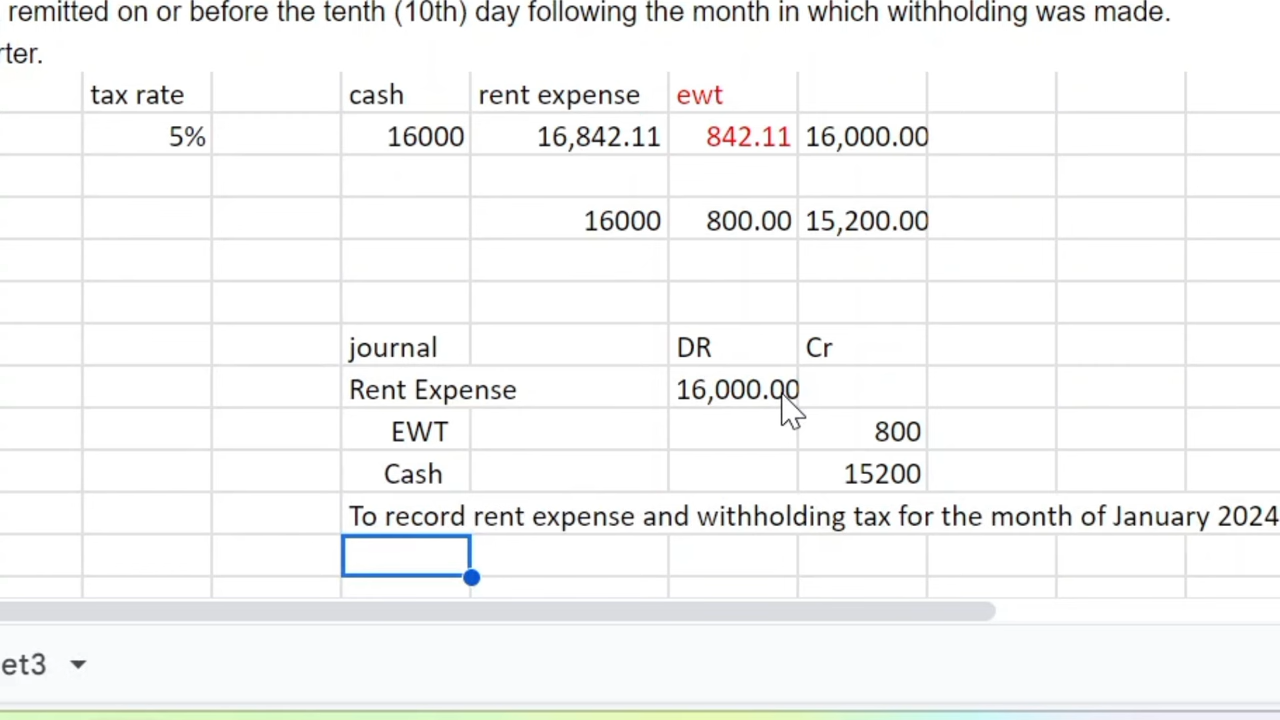 remitted on or before the tenth (10th) day following the month in which withholding was made.
rter.
tax rate cash rent expense ewt
5% 16000 16,842.11 842.11 16,000.00
16000 800.00 15,200.00
journal DR Cr
Rent Expense 16,000.00
EWT 800
Cash 15200
To record rent expense and withholding tax for the month of January 2024
et3